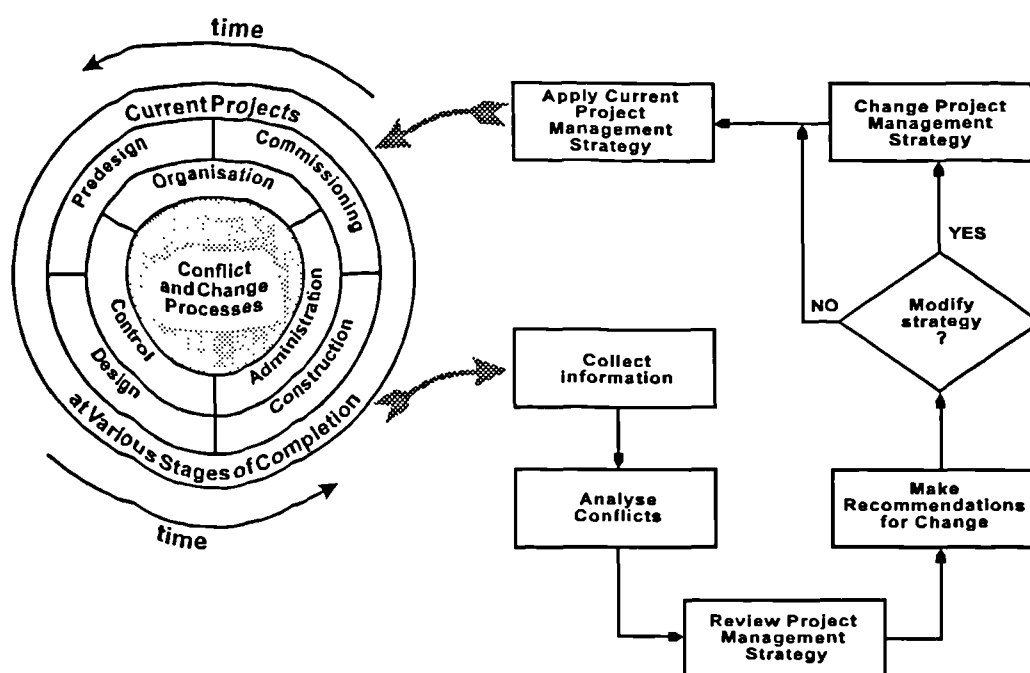 time
Current Projects
Predesign
Commissioning
Organisation
Conflict
and Change
Processes
Control
Administration
Design
Construction
at Various Stages of Completion
time
Apply Current
Project
Management
Strategy
Change Project
Management
Strategy
YES
NO
Modify
strategy
?
Collect
information
Analyse
Conflicts
Make
Recommendations
for Change
Review Project
Management
Strategy